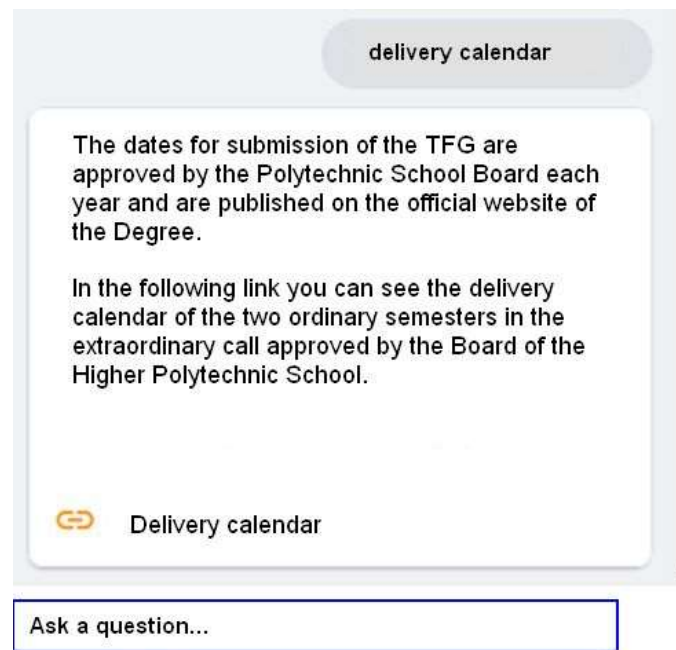 delivery calendar
The dates for submission of the TFG are
approved by the Polytechnic School Board each
year and are published on the official website of
the Degree.
In the following link you can see the delivery
calendar of the two ordinary semesters in the
extraordinary call approved by the Board of the
Higher Polytechnic School.
Delivery calendar
Ask a question...